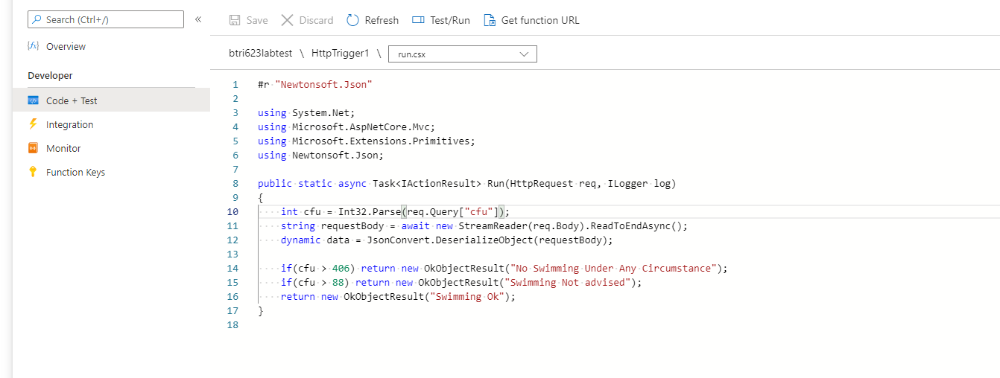 Search (Ctrl+/)
«
Save
Discard
Refresh
Test/Run
Get function URL
Overview
Developer
Code + Test
Integration
Monitor
Function Keys
btri623labtest \ HttpTrigger1 \ run.csx
1 #r "Newtonsoft.Json"
2
3 using System.Net;
4 using Microsoft.AspNetCore.Mvc;
5 using Microsoft.Extensions.Primitives;
6 using Newtonsoft.Json;
7
8 public static async Task<IActionResult> Run(HttpRequest req, ILogger log)
9 {
10     int cfu = Int32.Parse(req.Query["cfu"]);
11     string requestBody = await new StreamReader(req.Body).ReadToEndAsync();
12     dynamic data = JsonConvert.DeserializeObject(requestBody);
13
14     if(cfu > 406) return new OkObjectResult("No Swimming Under Any Circumstance");
15     if(cfu > 88) return new OkObjectResult("Swimming Not advised");
16     return new OkObjectResult("Swimming Ok");
17 }
18